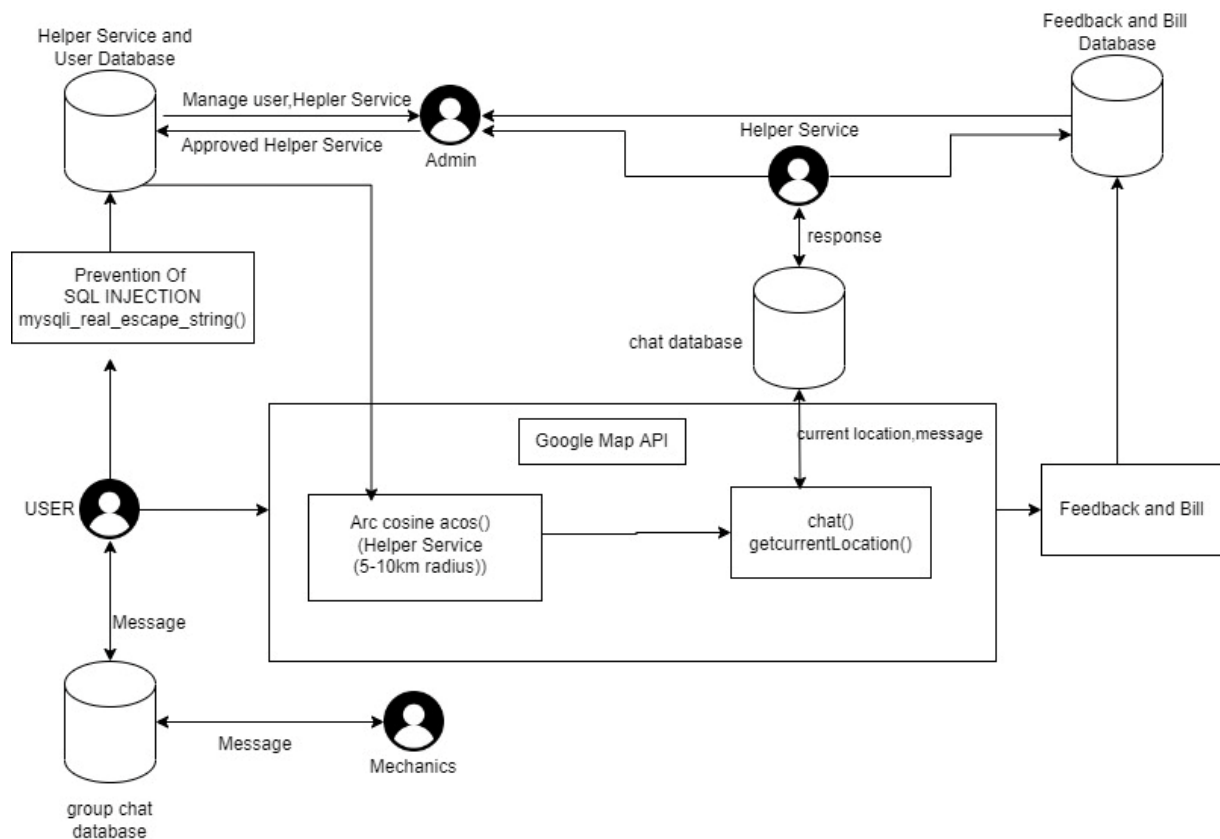 Helper Service and
User Database
Feedback and Bill
Database
Manage user,Hepler Service
Approved Helper Service
Admin
Helper Service
response
Prevention Of
SQL INJECTION
mysqli_real_escape_string()
chat database
Google Map API
current location,message
USER
Arc cosine acos()
(Helper Service
(5-10km radius))
chat()
getcurrentLocation()
Feedback and Bill
Message
Message
Mechanics
group chat
database